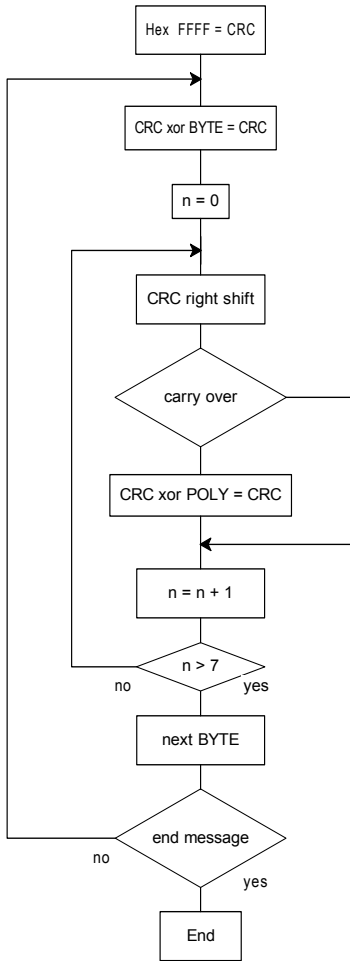 Hex FFFF = CRC
CRC xor BYTE = CRC
n = 0
CRC right shift
carry over
CRC xor POLY = CRC
n = n + 1
n > 7
no
yes
next BYTE
end message
no
yes
End